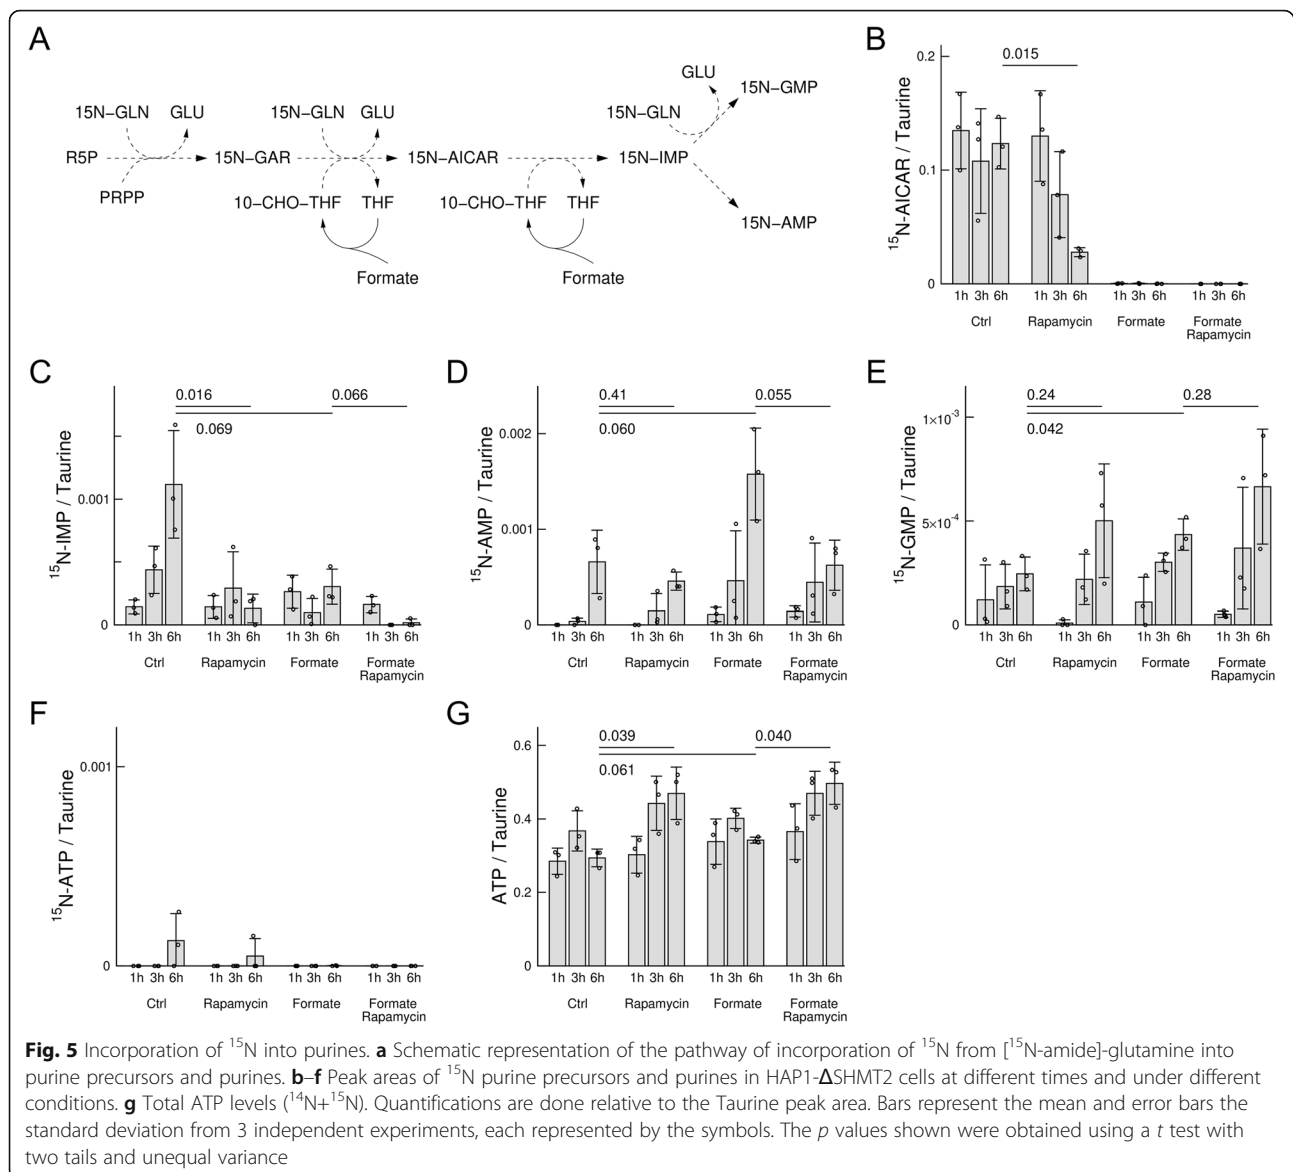 A
15N–GLN GLU 15N–GLN GLU
R5P 15N–GAR 15N–AICAR 15N–IMP
PRPP
10–CHO–THF THF 10–CHO–THF THF
Formate Formate
GLU
15N–GLN
15N–GMP
15N–AMP
B
15N-AICAR / Taurine
0.2
0.1
0
0.015
1h 3h 6h 1h 3h 6h 1h 3h 6h 1h 3h 6h
Ctrl Rapamycin Formate Formate
Rapamycin
C
15N-IMP / Taurine
0.001
0
0.016 0.066
0.069
1h 3h 6h 1h 3h 6h 1h 3h 6h 1h 3h 6h
Ctrl Rapamycin Formate Formate
Rapamycin
D
15N-AMP / Taurine
0.002
0.001
0
0.41 0.055
0.060
1h 3h 6h 1h 3h 6h 1h 3h 6h 1h 3h 6h
Ctrl Rapamycin Formate Formate
Rapamycin
E
15N-GMP / Taurine
1×10-3
5×10-4
0
0.24 0.28
0.042
1h 3h 6h 1h 3h 6h 1h 3h 6h 1h 3h 6h
Ctrl Rapamycin Formate Formate
Rapamycin
F
15N-ATP / Taurine
0.001
0
1h 3h 6h 1h 3h 6h 1h 3h 6h 1h 3h 6h
Ctrl Rapamycin Formate Formate
Rapamycin
G
ATP / Taurine
0.6
0.4
0.2
0
0.039 0.040
0.061
1h 3h 6h 1h 3h 6h 1h 3h 6h 1h 3h 6h
Ctrl Rapamycin Formate Formate
Rapamycin
Fig. 5 Incorporation of 15N into purines. a Schematic representation of the pathway of incorporation of 15N from [15N-amide]-glutamine into
purine precursors and purines. b–f Peak areas of 15N purine precursors and purines in HAP1-ΔSHMT2 cells at different times and under different
conditions. g Total ATP levels (14N+15N). Quantifications are done relative to the Taurine peak area. Bars represent the mean and error bars the
standard deviation from 3 independent experiments, each represented by the symbols. The p values shown were obtained using a t test with
two tails and unequal variance